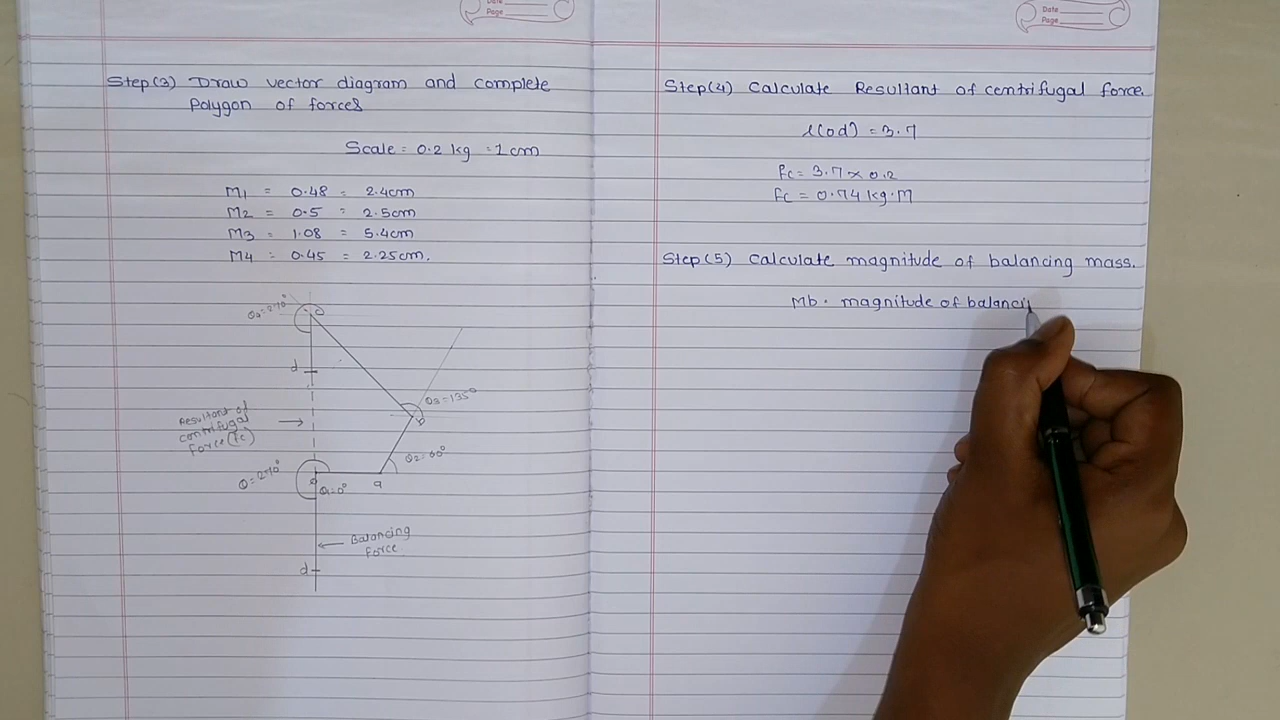 Date
Page
Date
Page
Step(3) Draw vector diagram and complete
Polygon of forces
Scale = 0.2 kg = 1 cm
M1 = 0.48 = 2.4cm
M2 = 0.5 = 2.5cm
M3 = 1.08 = 5.4cm
M4 = 0.45 = 2.25cm.
θ4=270°
c
d
θ3=135°
b
Resultant of
centrifugal
force(fc)
θ2=60°
θ=270°
o
θ1=0°
a
Balancing
force
d
Step(4) Calculate Resultant of centrifugal force
l(od) = 3.7
Fc = 3.7 × 0.2
Fc = 0.74 kg.M
Step(5) Calculate magnitude of balancing mass.
Mb. magnitude of balanci